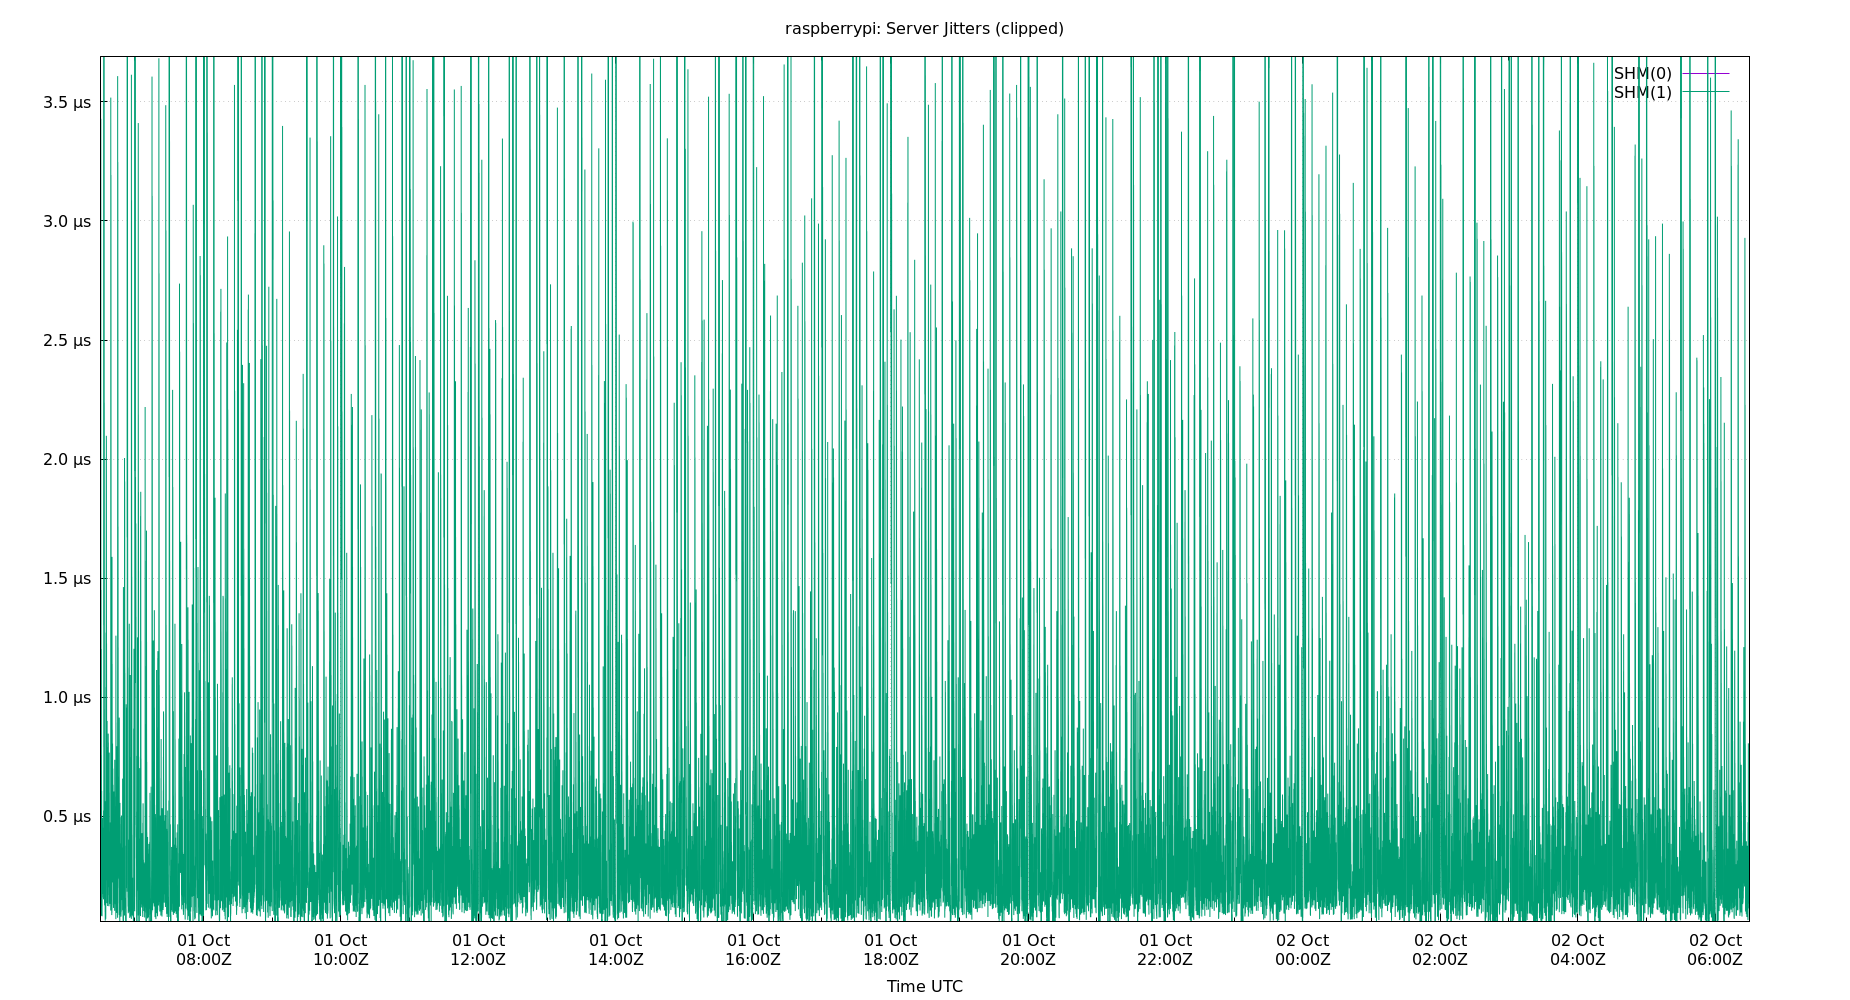 raspberrypi: Server Jitters (clipped)
SHM(0)
SHM(1)
3.5 µs
3.0 µs
2.5 µs
2.0 µs
1.5 µs
1.0 µs
0.5 µs
01 Oct 01 Oct 01 Oct 01 Oct 01 Oct 01 Oct 01 Oct 01 Oct 02 Oct 02 Oct 02 Oct 02 Oct
08:00Z 10:00Z 12:00Z 14:00Z 16:00Z 18:00Z 20:00Z 22:00Z 00:00Z 02:00Z 04:00Z 06:00Z
Time UTC